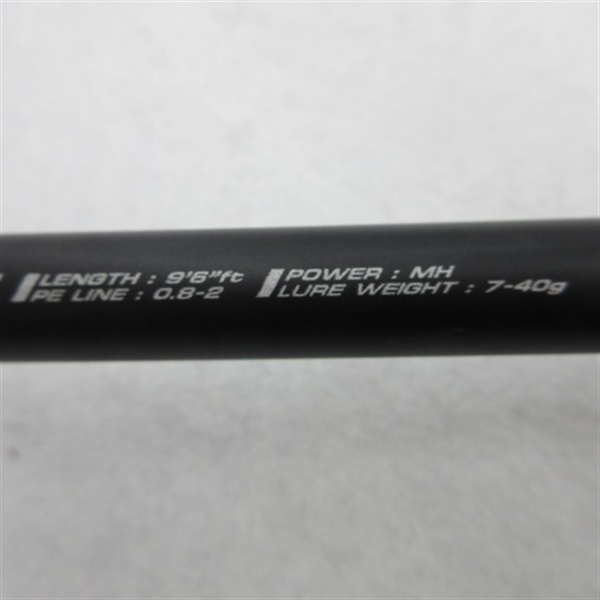 LENGTH : 9'6"ft
PE LINE : 0.8-2
POWER : MH
LURE WEIGHT : 7-40g